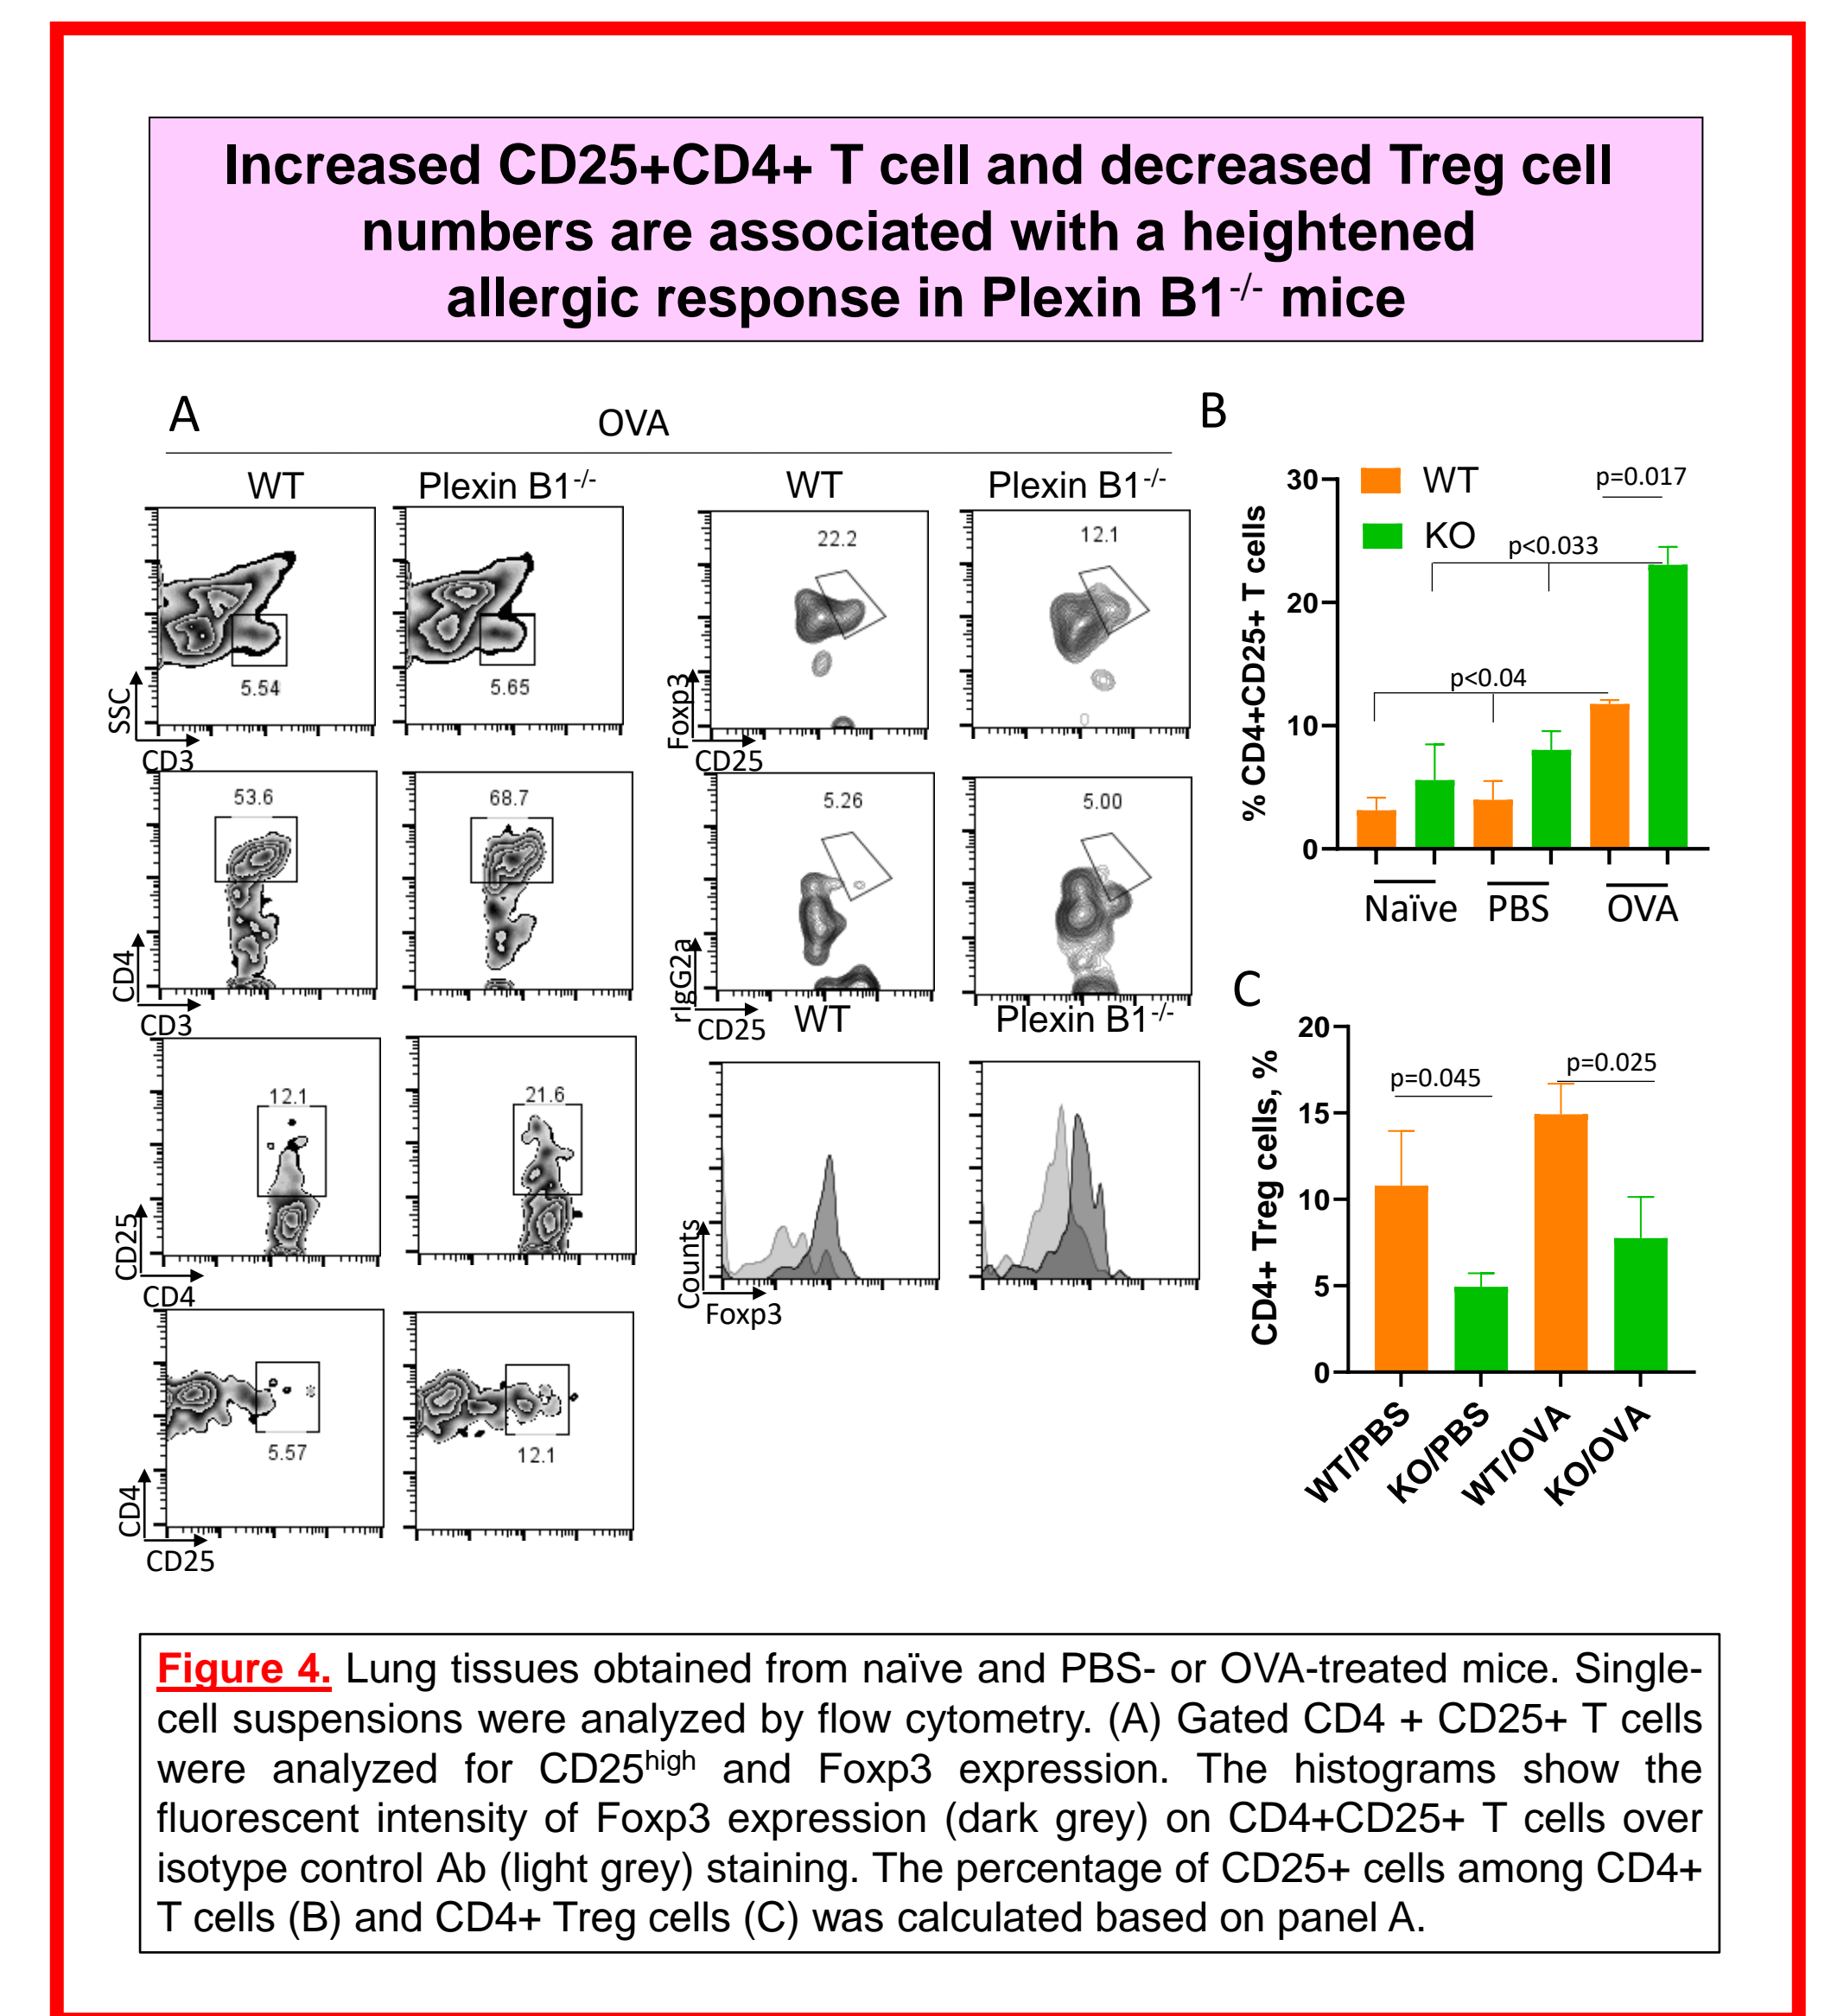 Increased CD25+CD4+ T cell and decreased Treg cell
numbers are associated with a heightened
allergic response in Plexin B1-/- mice
A
OVA
WT
Plexin B1-/-
WT
Plexin B1-/-
SSC
5.54
5.65
CD3
Foxp3
22.2
12.1
CD25
CD4
53.6
68.7
CD3
rIgG2a
5.26
5.00
CD25
WT
Plexin B1-/-
CD25
12.1
21.6
CD4
Counts
Foxp3
CD4
5.57
12.1
CD25
B
% CD4+CD25+ T cells
30
20
10
0
WT
KO
p=0.017
p<0.033
p<0.04
Naïve
PBS
OVA
C
CD4+ Treg cells, %
20
15
10
5
0
p=0.045
p=0.025
WT/PBS
KO/PBS
WT/OVA
KO/OVA
Figure 4. Lung tissues obtained from naïve and PBS- or OVA-treated mice. Single-
cell suspensions were analyzed by flow cytometry. (A) Gated CD4 + CD25+ T cells
were analyzed for CD25high and Foxp3 expression. The histograms show the
fluorescent intensity of Foxp3 expression (dark grey) on CD4+CD25+ T cells over
isotype control Ab (light grey) staining. The percentage of CD25+ cells among CD4+
T cells (B) and CD4+ Treg cells (C) was calculated based on panel A.